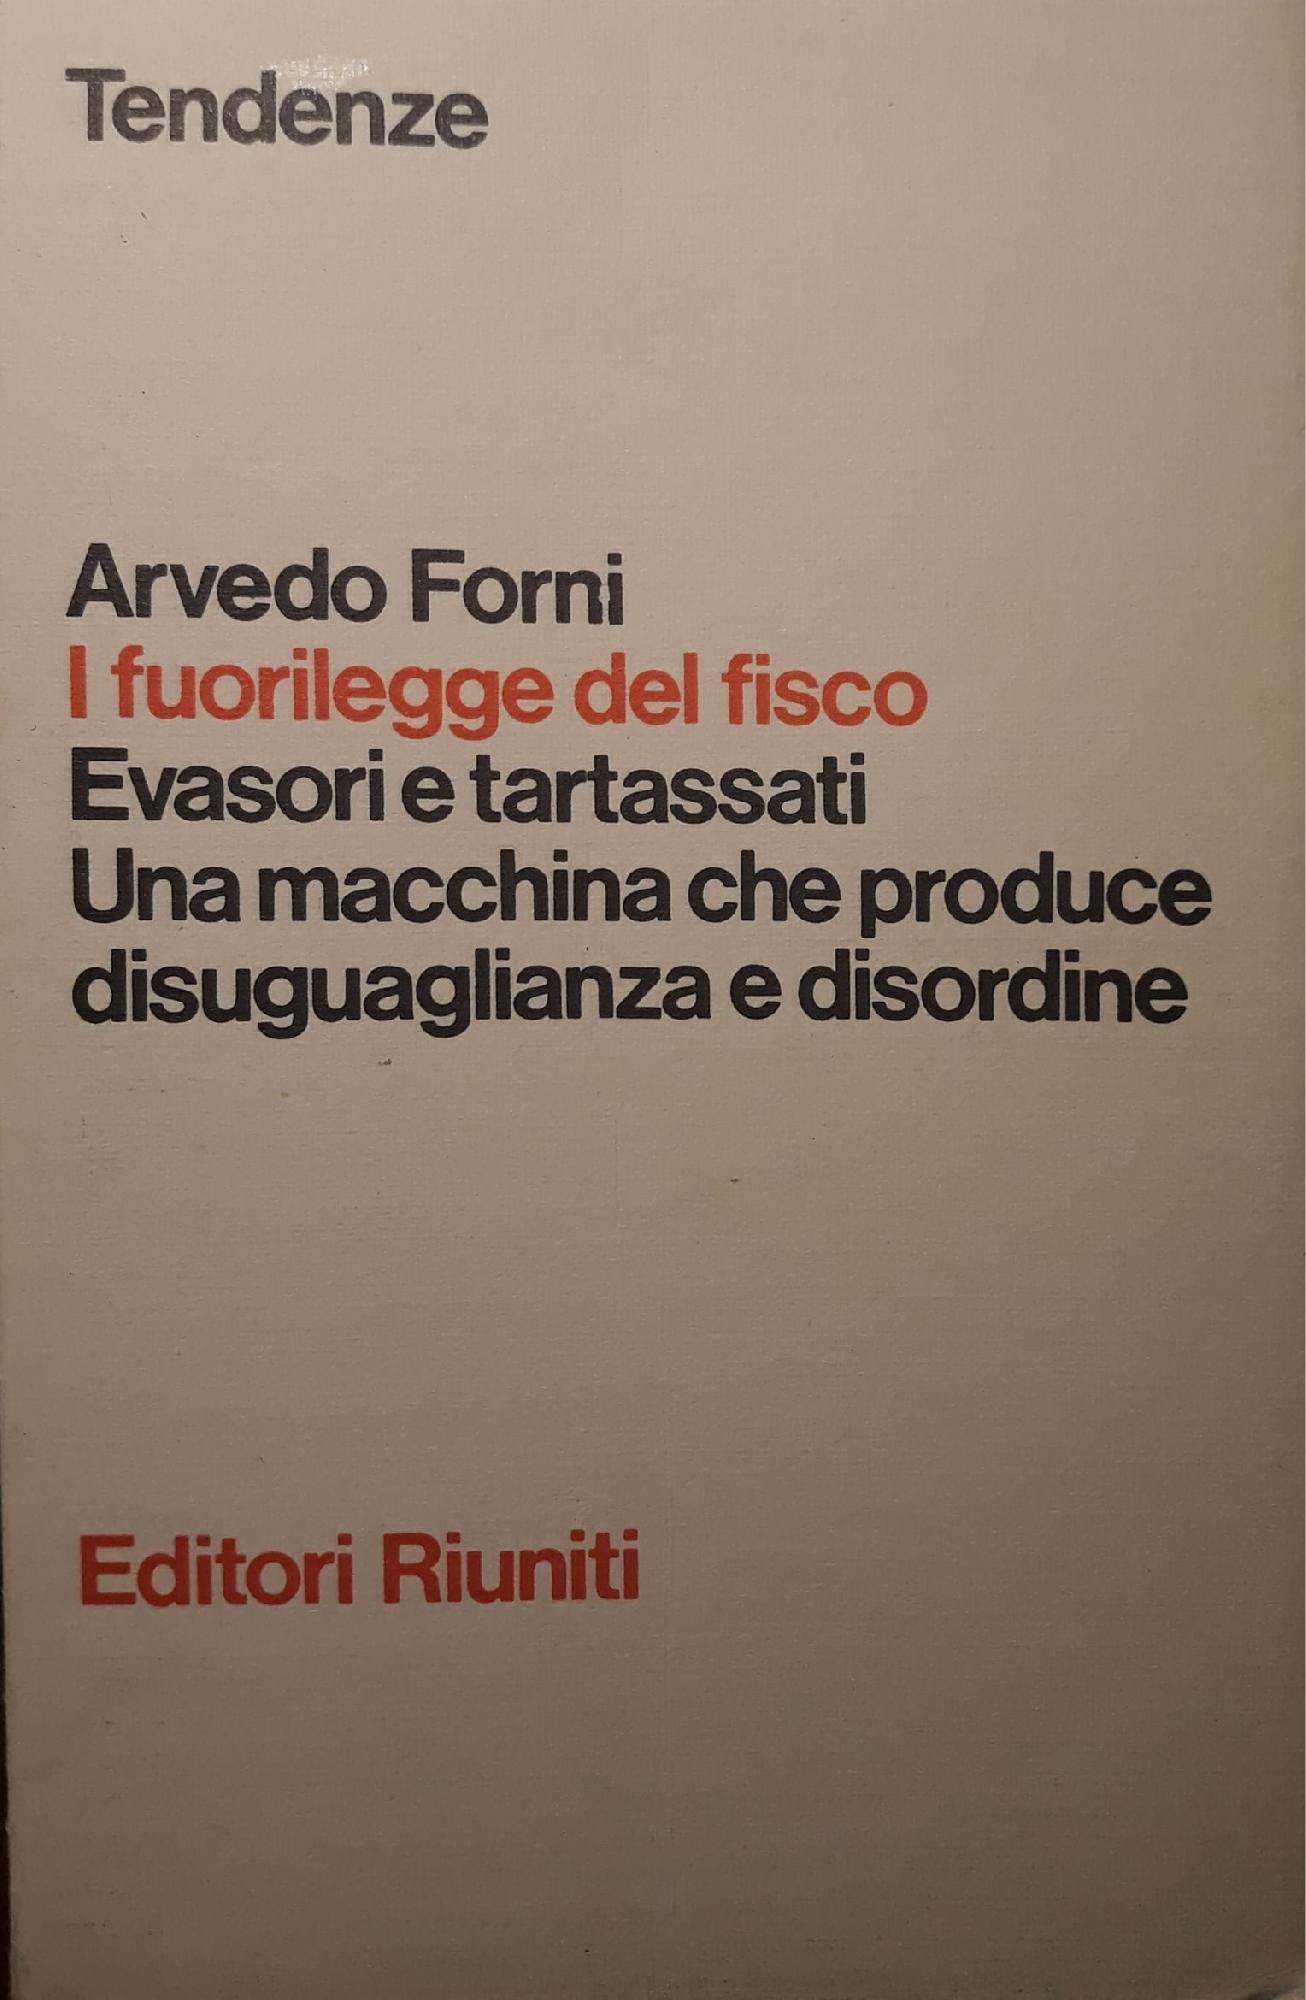 Tendenze
Arvedo Forni
I fuorilegge del fisco
Evasori e tartassati
Una macchina che produce
disuguaglianza e disordine
Editori Riuniti